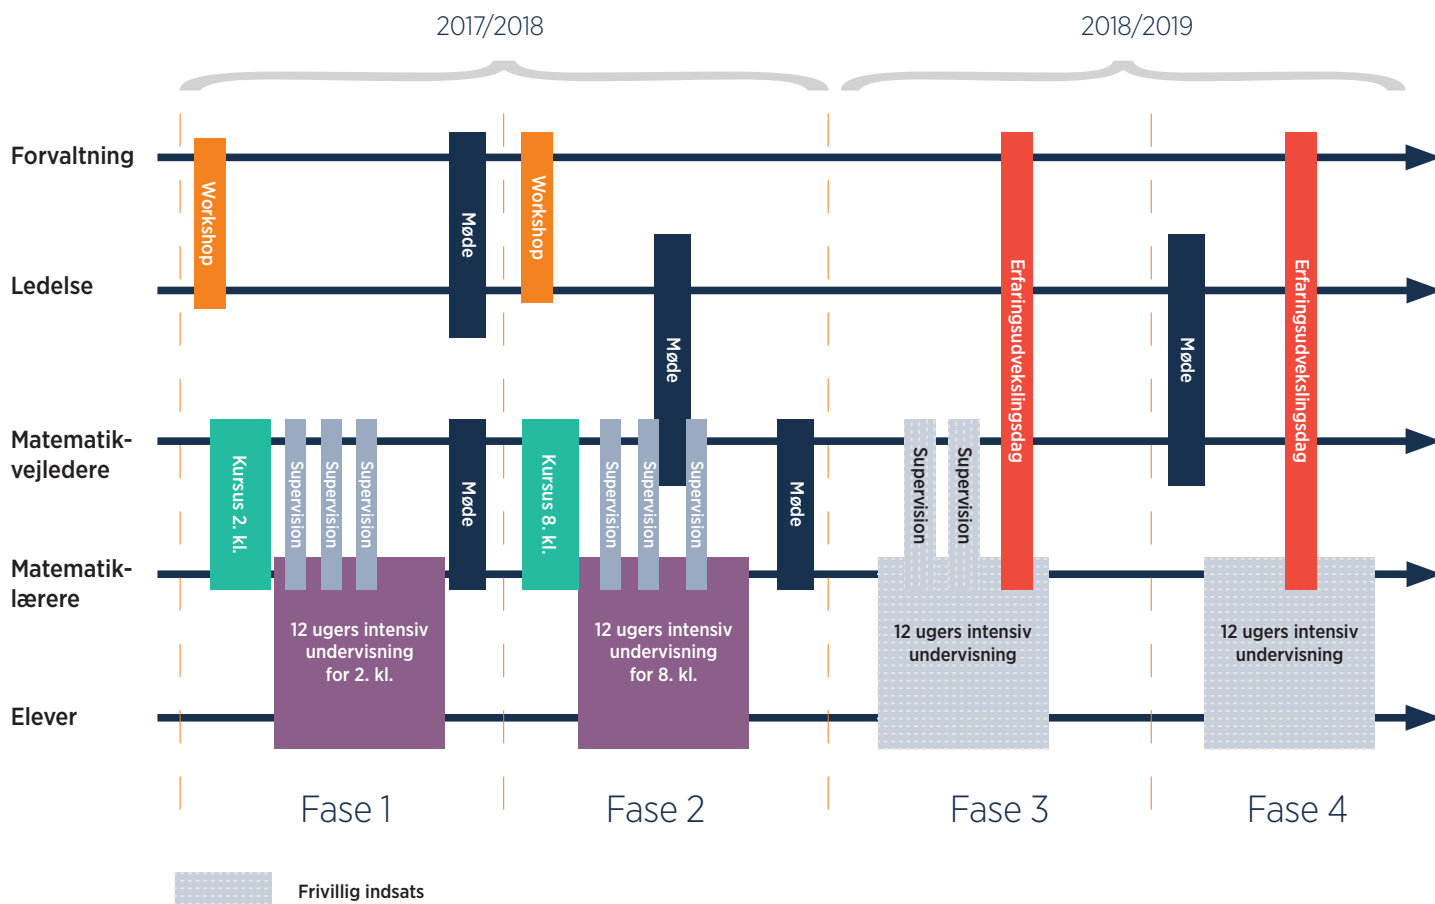 2017/2018
2018/2019
Forvaltning
Ledelse
Matematik-
vejledere
Matematik-
lærere
Elever
Workshop
Møde
Workshop
Møde
Erfaringsudvekslingsdag
Møde
Erfaringsudvekslingsdag
Kursus 2. kl.
Supervision
Supervision
Supervision
Møde
Kursus 8. kl.
Supervision
Supervision
Supervision
Møde
Supervision
Supervision
12 ugers intensiv
undervisning
for 2. kl.
12 ugers intensiv
undervisning
for 8. kl.
12 ugers intensiv
undervisning
12 ugers intensiv
undervisning
Fase 1
Fase 2
Fase 3
Fase 4
Frivillig indsats